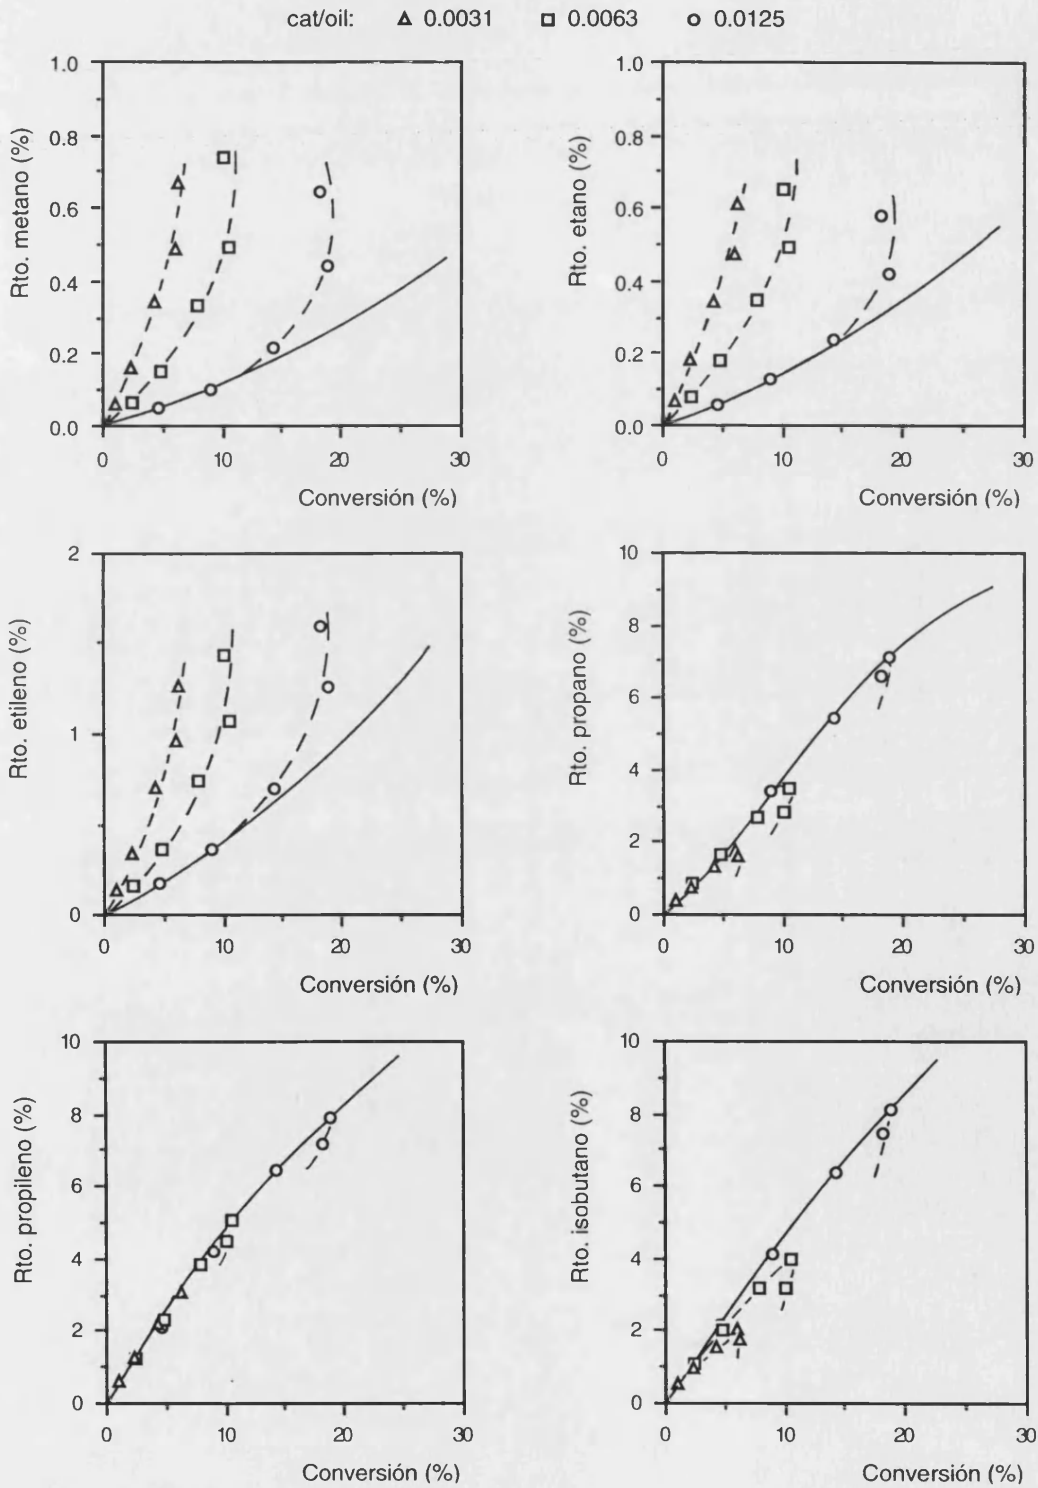 cat/oil: △ 0.0031 □ 0.0063 ○ 0.0125
Rto. metano (%)
1.0
0.8
0.6
0.4
0.2
0.0
0 10 20 30
Conversión (%)
Rto. etano (%)
1.0
0.8
0.6
0.4
0.2
0.0
0 10 20 30
Conversión (%)
Rto. etileno (%)
2
1
0
0 10 20 30
Conversión (%)
Rto. propano (%)
10
8
6
4
2
0
0 10 20 30
Conversión (%)
Rto. propileno (%)
10
8
6
4
2
0
0 10 20 30
Conversión (%)
Rto. isobutano (%)
10
8
6
4
2
0
0 10 20 30
Conversión (%)